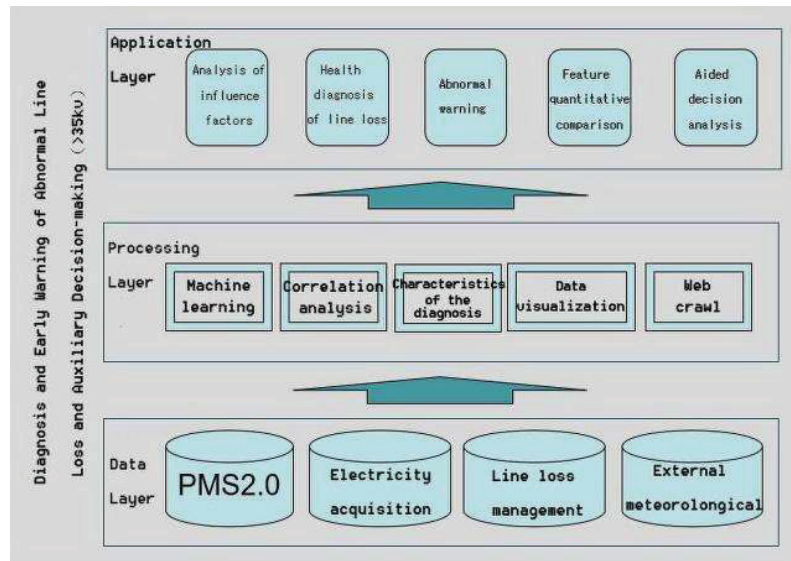 Diagnosis and Early Warning of Abnormal Line
Loss and Auxiliary Decision-making (>35kv)
Application
Layer
Analysis of
influence
factors
Health
diagnosis
of line loss
Abnormal
warning
Feature
quantitative
comparison
Aided
decision
analysis
Processing
Layer
Machine
learning
Correlation
analysis
Characteristics
of the
diagnosis
Data
visualization
Web
crawl
Data
Layer
PMS2.0
Electricity
acquisition
Line loss
management
External
meteorolongical